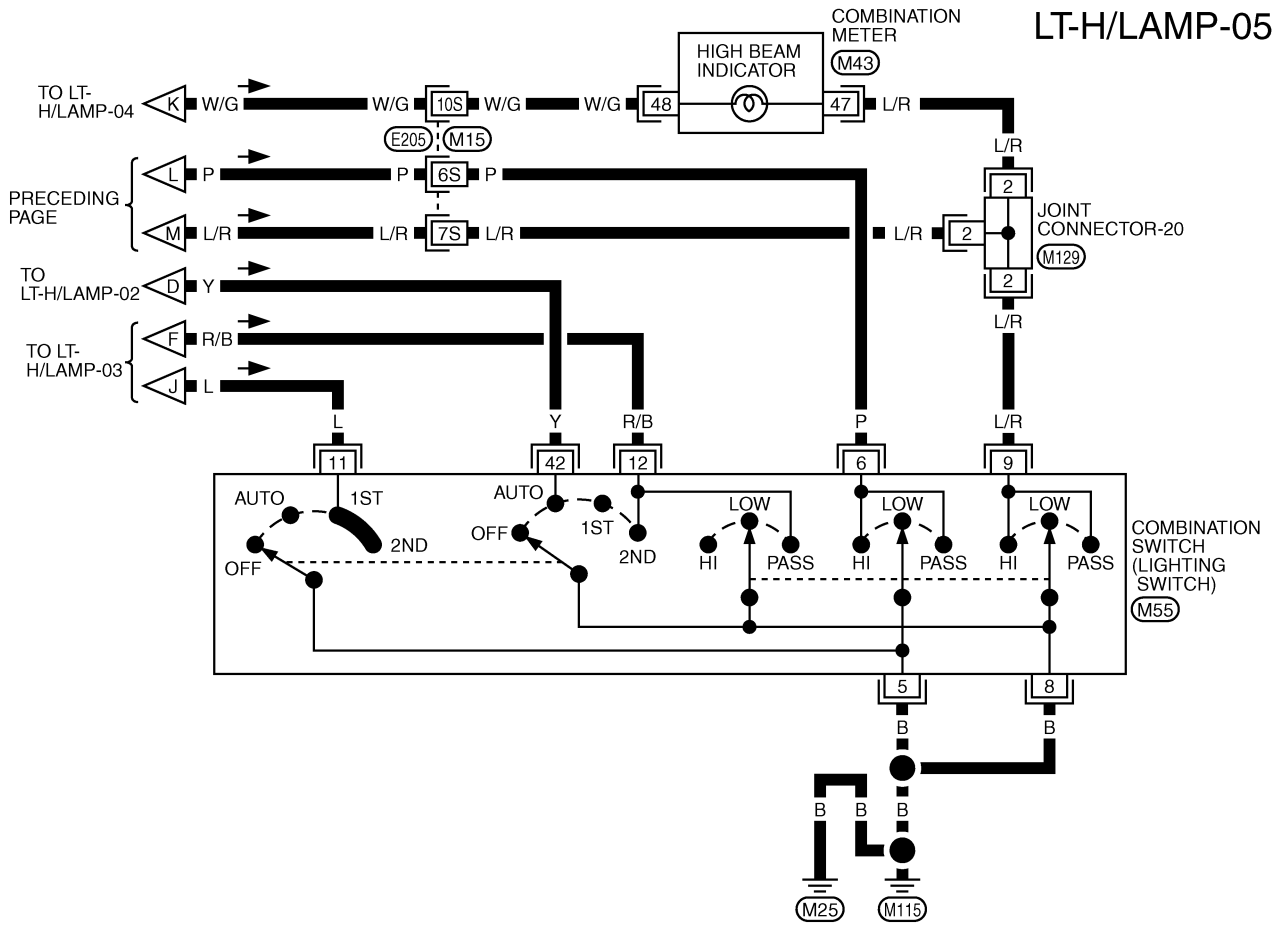 LT-H/LAMP-05
COMBINATION
METER
M43
HIGH BEAM
INDICATOR
TO LT-
H/LAMP-04
K W/G W/G 10S W/G W/G 48 47 L/R
E205 M15
L/R
PRECEDING
PAGE
L P P 6S P
2
M L/R L/R 7S L/R L/R 2
JOINT
CONNECTOR-20
M129
2
TO
LT-H/LAMP-02
D Y
L/R
TO LT-
H/LAMP-03
F R/B
J L
L Y R/B P L/R
11 42 12 6 9
AUTO 1ST
2ND
OFF
AUTO
OFF 1ST
2ND
LOW LOW LOW
HI PASS HI PASS HI PASS
COMBINATION
SWITCH
(LIGHTING
SWITCH)
M55
5 8
B B
B B B
M25 M115